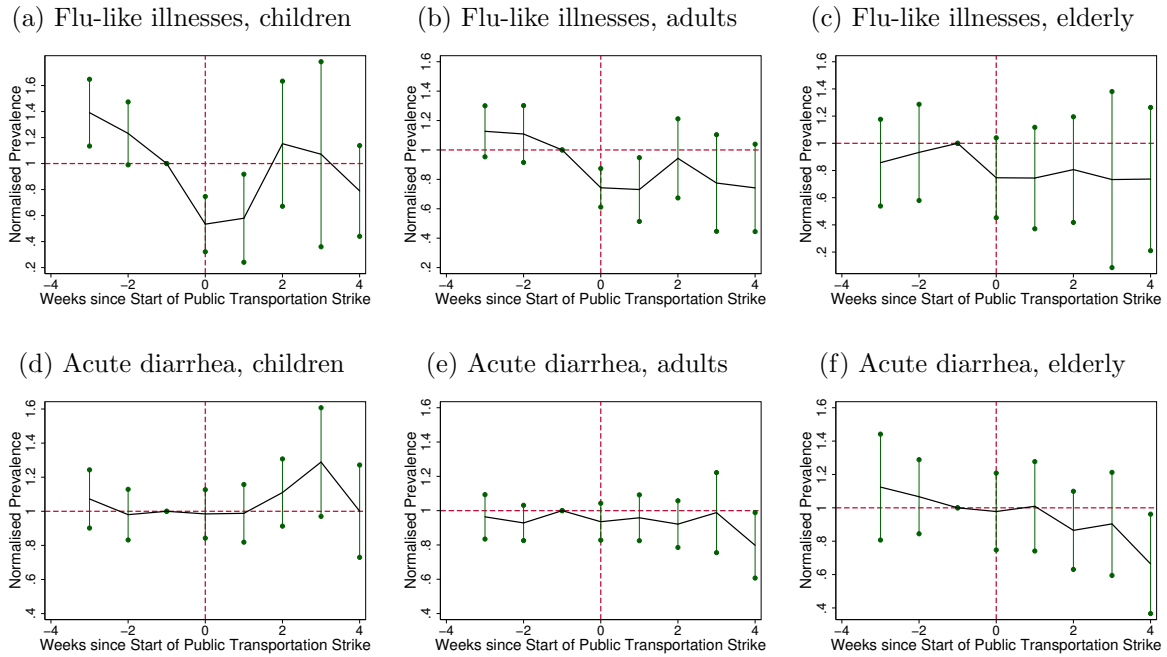 (a) Flu-like illnesses, children
(b) Flu-like illnesses, adults
(c) Flu-like illnesses, elderly
Normalised Prevalence
.2 .4 .6 .8 1 1.2 1.4 1.6
−4 −2 0 2 4
Weeks since Start of Public Transportation Strike
Normalised Prevalence
.2 .4 .6 .8 1 1.2 1.4 1.6
−4 −2 0 2 4
Weeks since Start of Public Transportation Strike
Normalised Prevalence
.2 .4 .6 .8 1 1.2 1.4 1.6
−4 −2 0 2 4
Weeks since Start of Public Transportation Strike
(d) Acute diarrhea, children
(e) Acute diarrhea, adults
(f) Acute diarrhea, elderly
Normalised Prevalence
.4 .6 .8 1 1.2 1.4 1.6
−4 −2 0 2 4
Weeks since Start of Public Transportation Strike
Normalised Prevalence
.4 .6 .8 1 1.2 1.4 1.6
−4 −2 0 2 4
Weeks since Start of Public Transportation Strike
Normalised Prevalence
.4 .6 .8 1 1.2 1.4 1.6
−4 −2 0 2 4
Weeks since Start of Public Transportation Strike